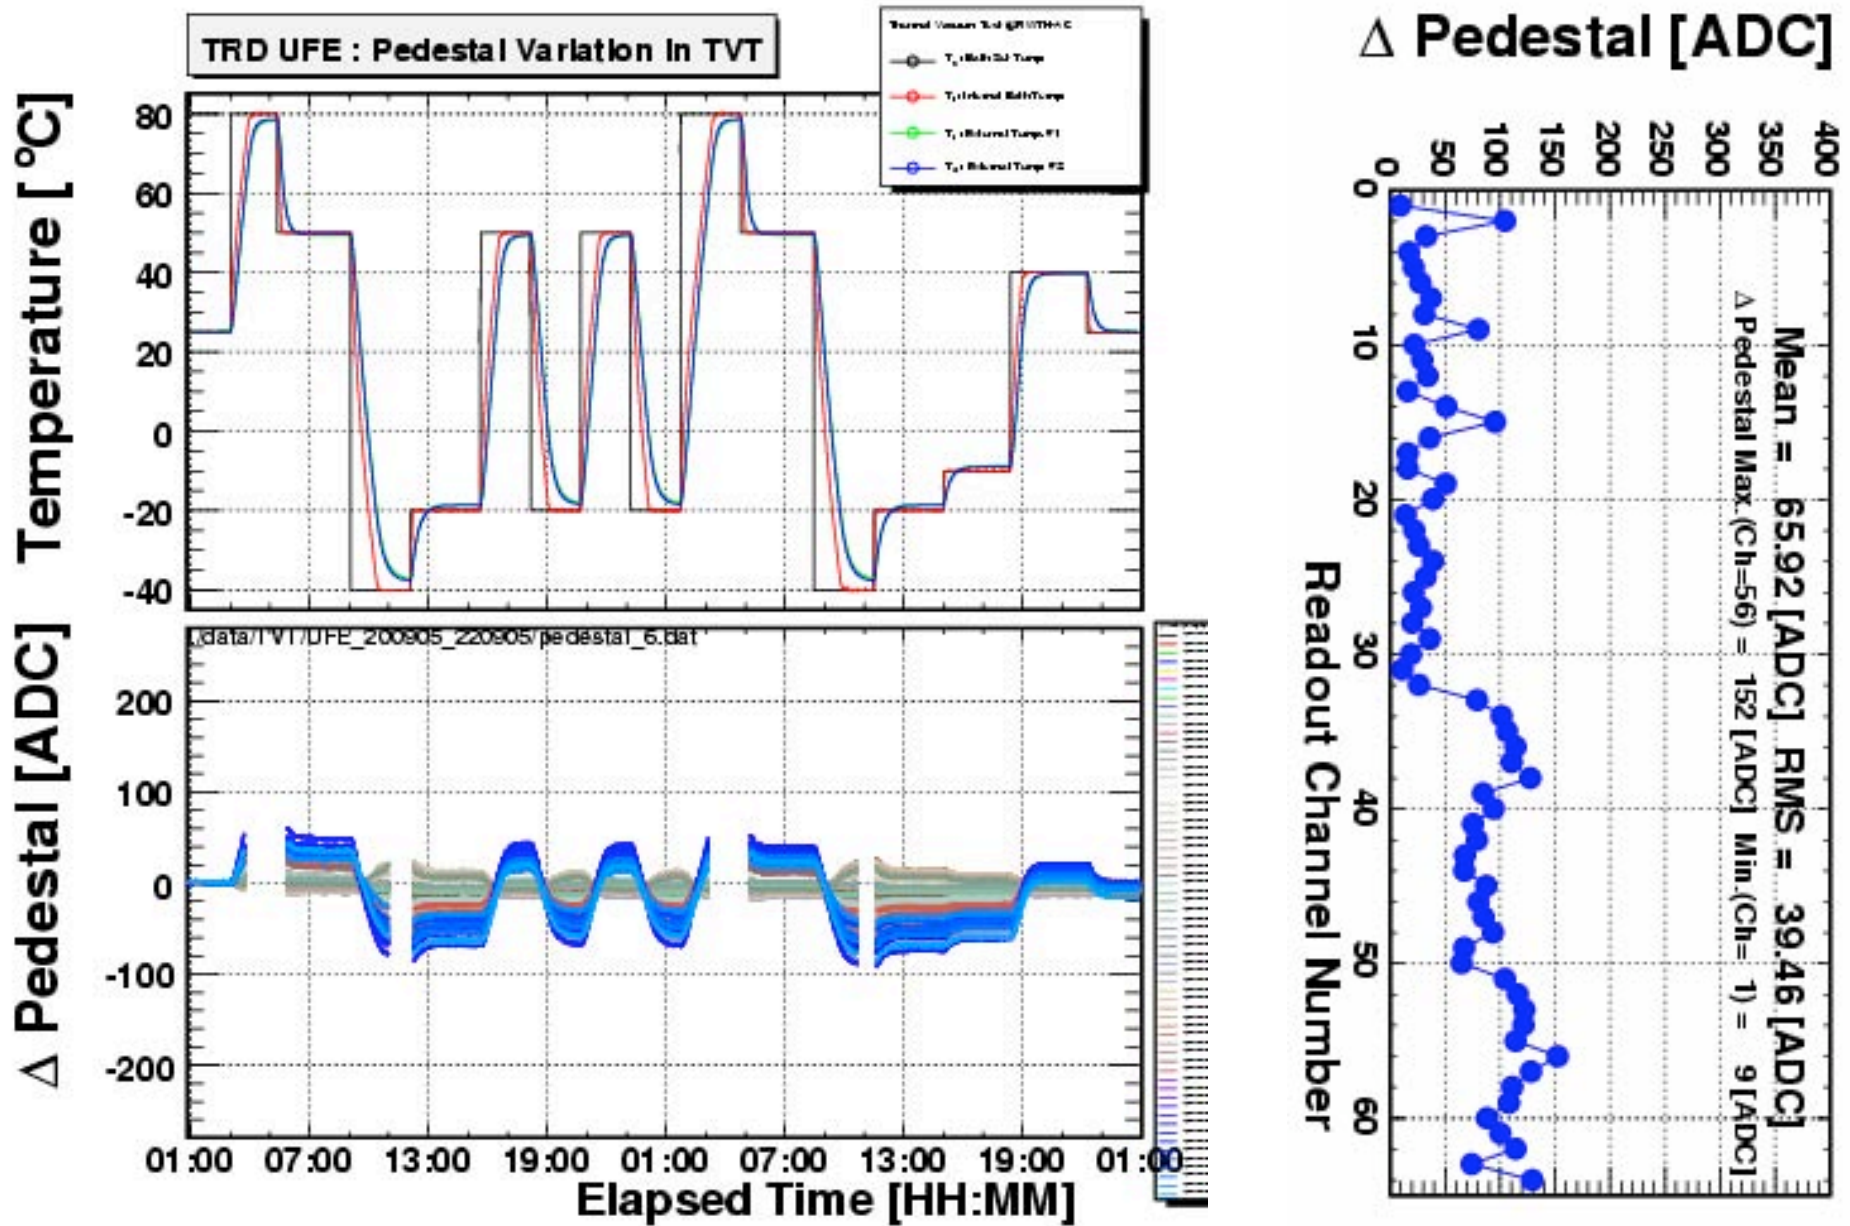 TRD UFE : Pedestal Variation in TVT
Temperature [ °C]
80
60
40
20
0
-20
-40
./data/TVT/UFE_200905_220905/pedestal_6.dat
Δ Pedestal [ADC]
200
100
0
-100
-200
01:00 07:00 13:00 19:00 01:00 07:00 13:00 19:00 01:00
Elapsed Time [HH:MM]
Δ Pedestal [ADC]
0 50 100 150 200 250 300 350 400
0
10
20
30
40
50
60
Readout Channel Number
Mean = 65.92 [ADC] RMS = 39.46 [ADC]
Δ Pedestal Max.(Ch=56) = 152 [ADC] Min.(Ch= 1) = 9 [ADC]